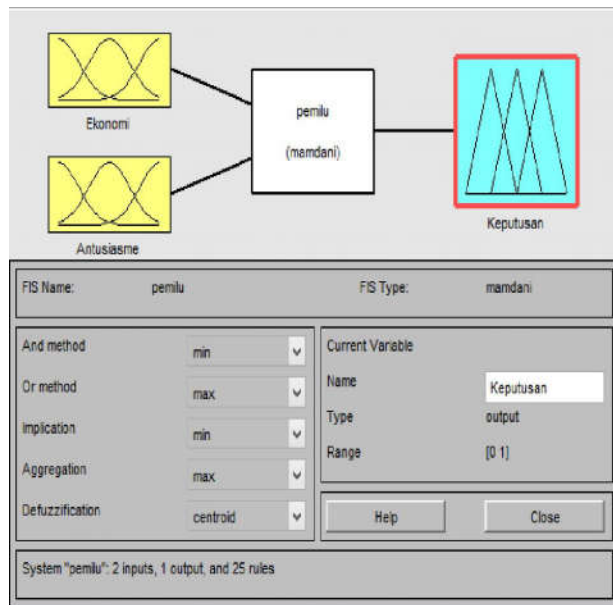 Ekonomi
pemilu
(mamdani)
Antusiasme
Keputusan
FIS Name: pemilu FIS Type: mamdani
And method min
Or method max
Implication min
Aggregation max
Defuzzification centroid
Current Variable
Name Keputusan
Type output
Range [0 1]
Help Close
System "pemilu": 2 inputs, 1 output, and 25 rules